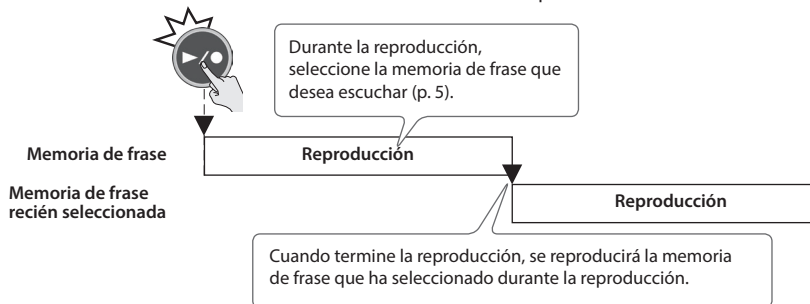 Durante la reproducción,
seleccione la memoria de frase que
desea escuchar (p. 5).
Memoria de frase
Reproducción
Memoria de frase
recién seleccionada
Reproducción
Cuando termine la reproducción, se reproducirá la memoria
de frase que ha seleccionado durante la reproducción.